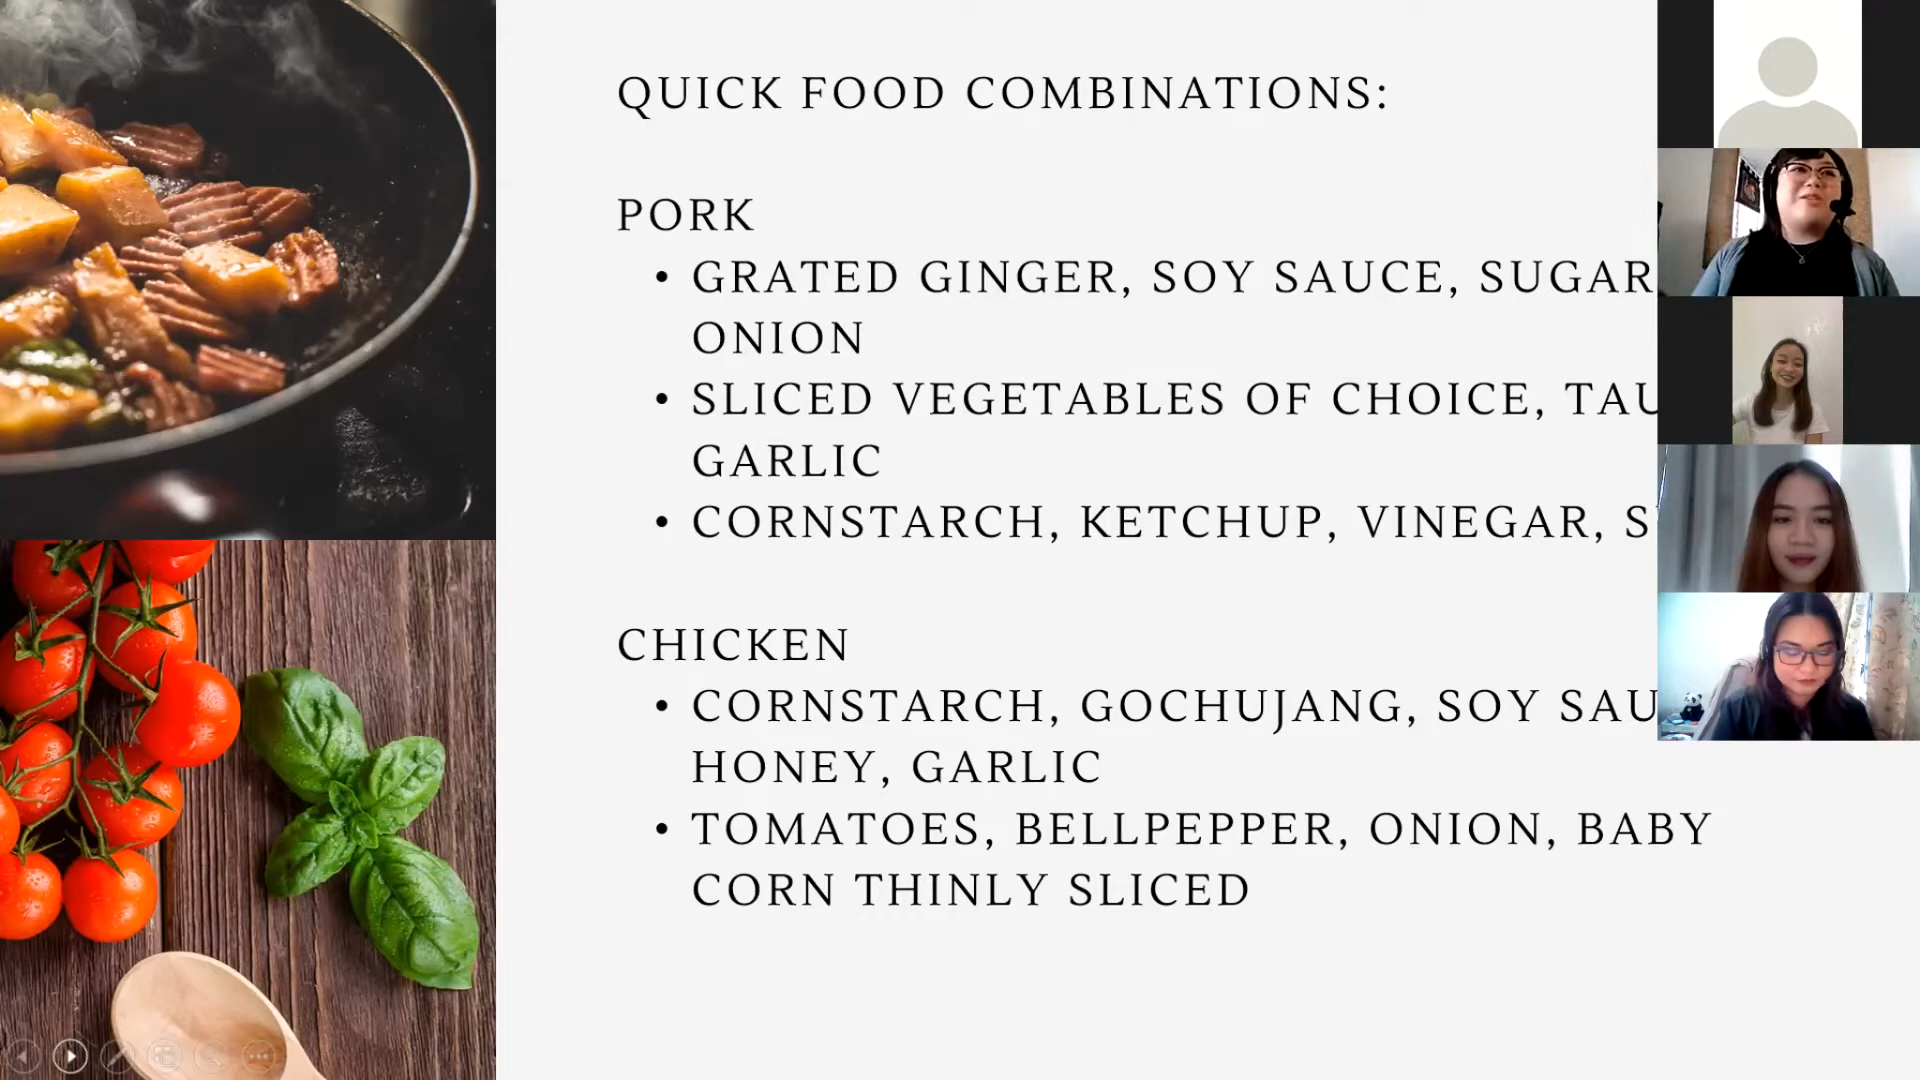 QUICK FOOD COMBINATIONS:
PORK
• GRATED GINGER, SOY SAUCE, SUGAR
ONION
• SLICED VEGETABLES OF CHOICE,
GARLIC
• CORNSTARCH, KETCHUP, VINEGAR,
CHICKEN
• CORNSTARCH, GOCHUJANG, SOY
HONEY, GARLIC
• TOMATOES, BELLPEPPER, ONION, BABY
CORN THINLY SLICED